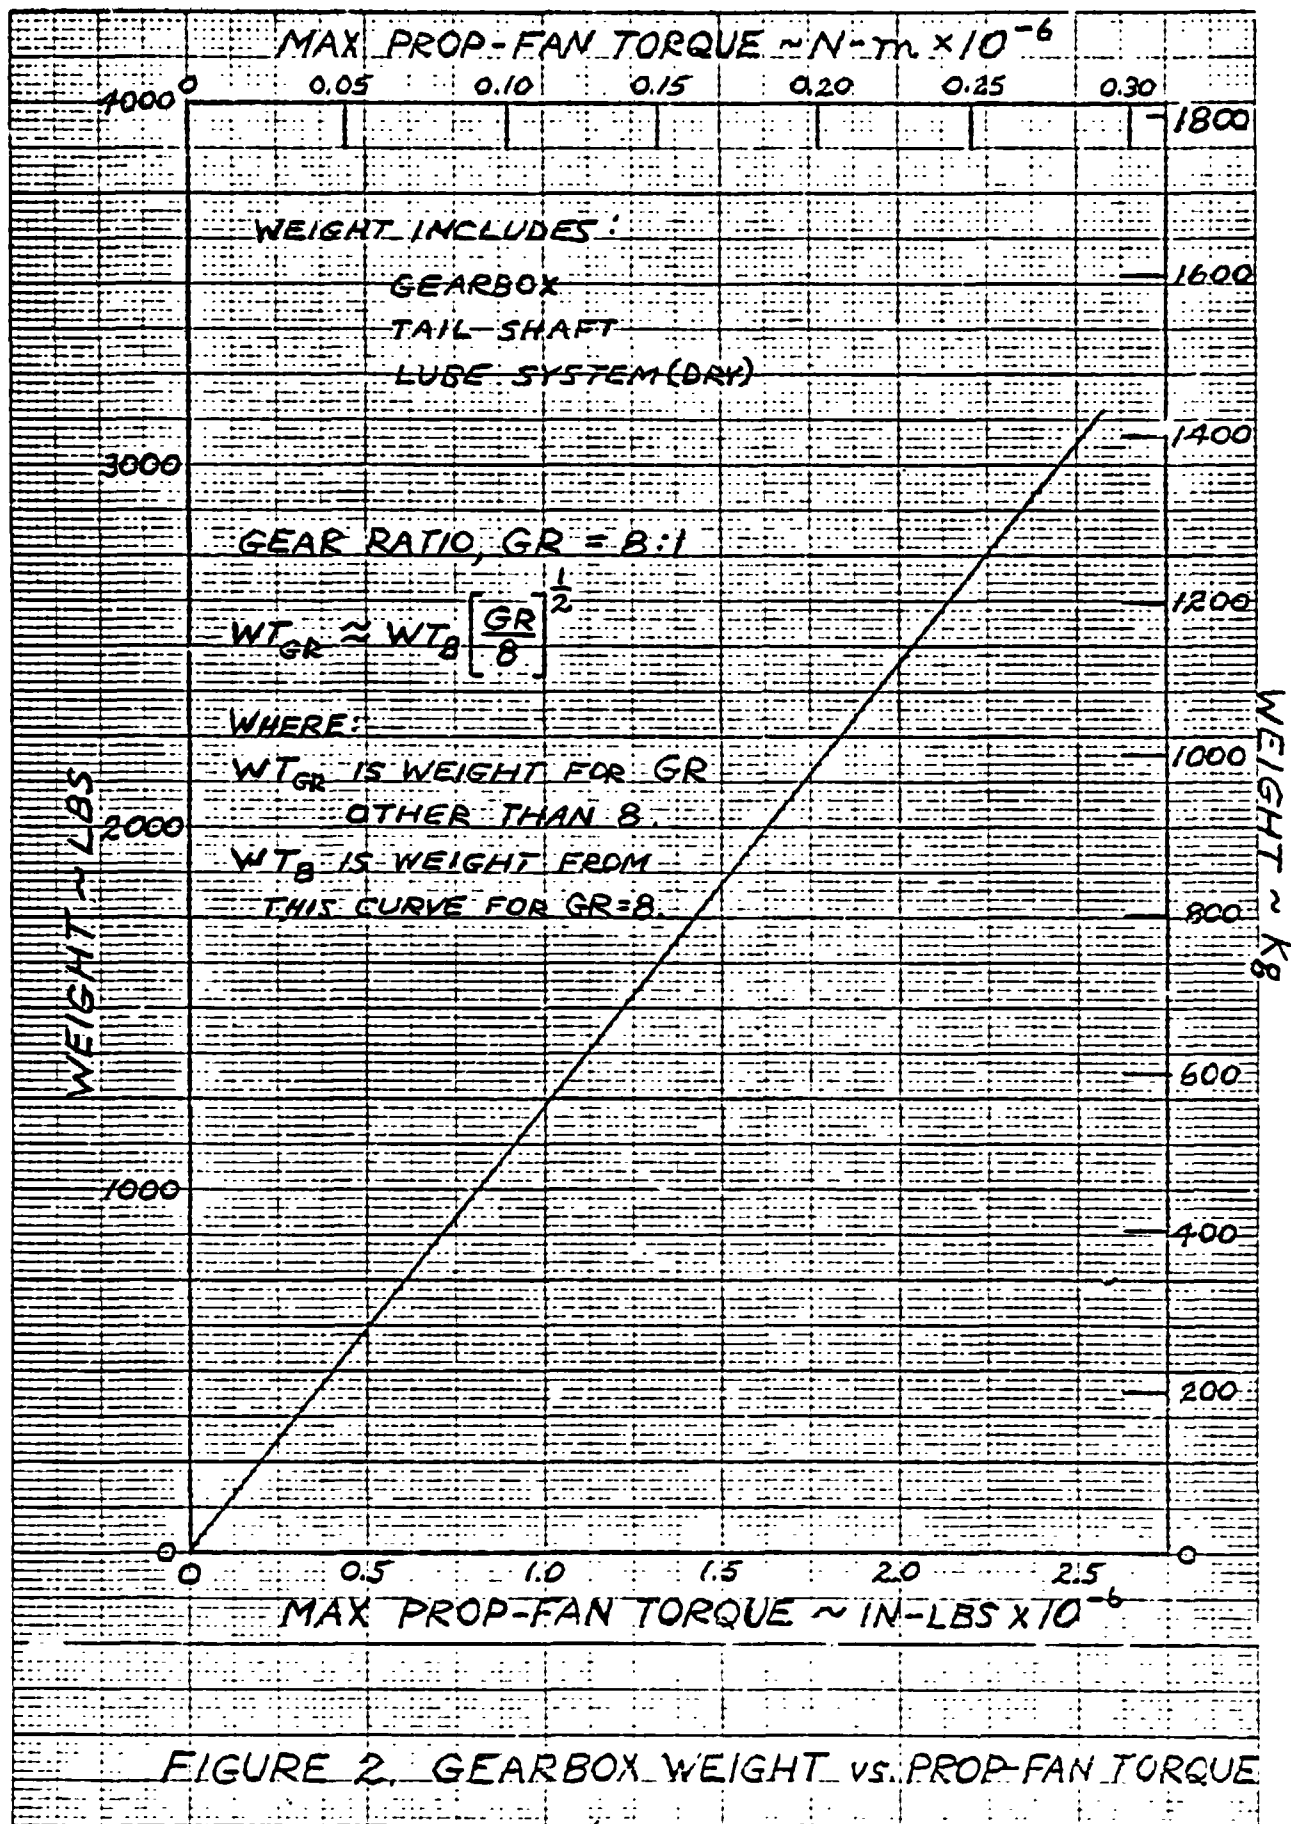 MAX PROP-FAN TORQUE ~ N-m × 10⁻⁶
0 0.05 0.10 0.15 0.20 0.25 0.30
4000
1800
WEIGHT INCLUDES:
1600
GEARBOX
TAIL SHAFT
LUBE SYSTEM (DRY)
1400
3000
GEAR RATIO, GR = 8:1
1200
WT_GR ≈ WT_8 [GR/8]^1/2
WHERE:
1000
WT_GR IS WEIGHT FOR GR
OTHER THAN 8.
2000
WT_8 IS WEIGHT FROM
THIS CURVE FOR GR=8.
800
WEIGHT ~ LBS
WEIGHT ~ Kg
600
1000
400
200
0
0
0 0.5 1.0 1.5 2.0 2.5
MAX PROP-FAN TORQUE ~ IN-LBS × 10⁻⁶
FIGURE 2. GEARBOX WEIGHT vs. PROP-FAN TORQUE